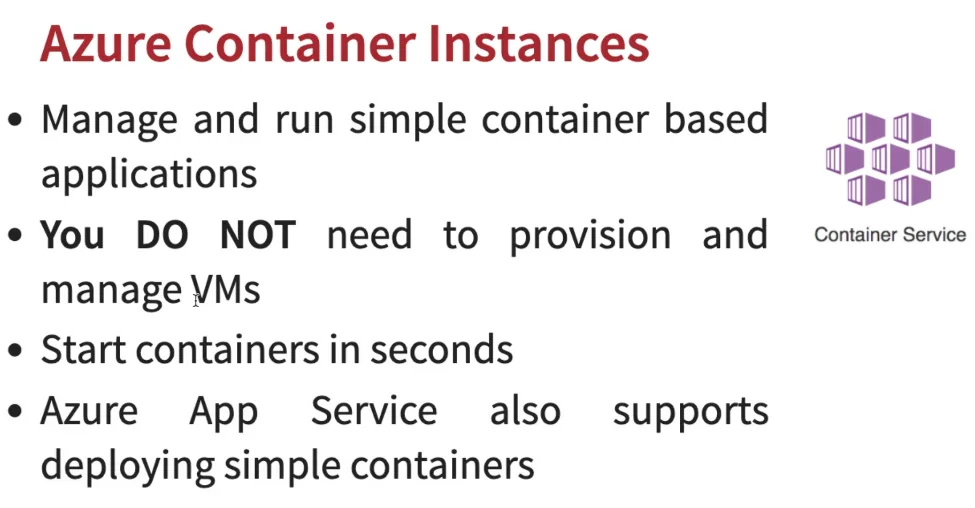 Azure Container Instances
• Manage and run simple container based
applications
• You DO NOT need to provision and
manage VMs
• Start containers in seconds
• Azure App Service also supports
deploying simple containers
Container Service